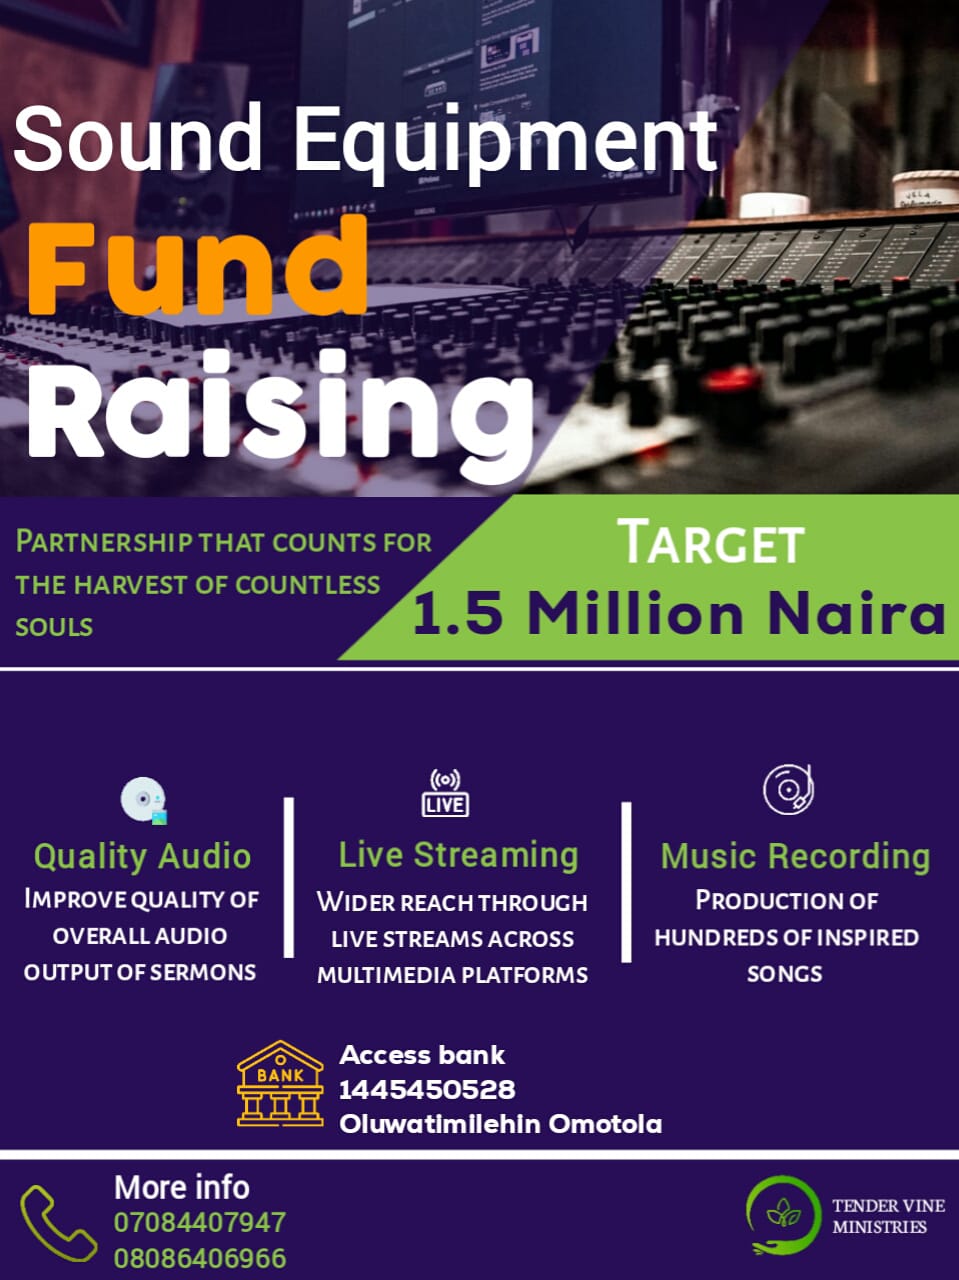 Sound Equipment
Fund
Raising
PARTNERSHIP THAT COUNTS FOR
THE HARVEST OF COUNTLESS
SOULS
TARGET
1.5 Million Naira
LIVE
Quality Audio
IMPROVE QUALITY OF
OVERALL AUDIO
OUTPUT OF SERMONS
Live Streaming
WIDER REACH THROUGH
LIVE STREAMS ACROSS
MULTIMEDIA PLATFORMS
Music Recording
PRODUCTION OF
HUNDREDS OF INSPIRED
SONGS
BANK
Access bank
1445450528
Oluwatimilehin Omotola
More info
07084407947
08086406966
TENDER VINE
MINISTRIES